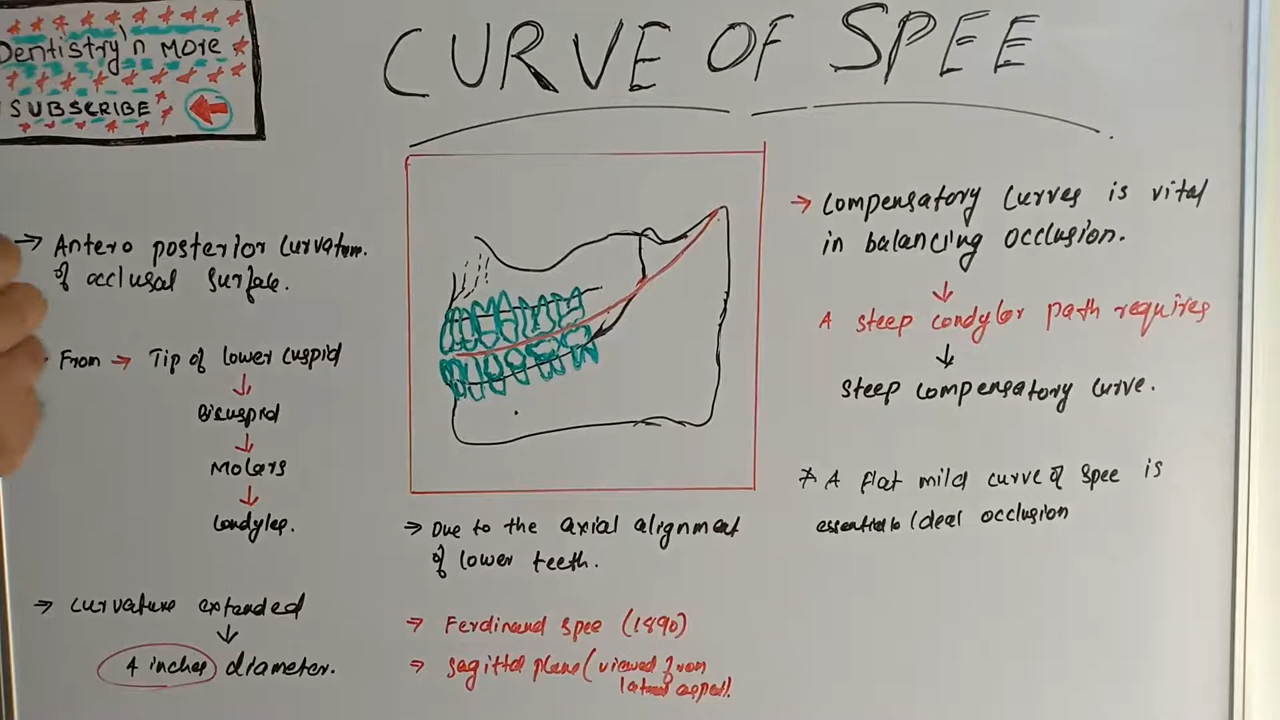 Dentistry'n MORE
SUBSCRIBE
CURVE OF SPEE
→ Antero posterior curvature.
of occlusal surface.
From → Tip of lower cuspid
↓
Bicuspid
↓
Molars
↓
Condyles.
→ curvature extended
↓
4 inches diameter.
→ Due to the axial alignment
of lower teeth.
→ Ferdinand spee (1890)
→ sagittal plane (viewed from
lateral aspect).
→ Compensatory curves is vital
in balancing occlusion.
↓
A steep condylar path requires
↓
steep compensatory curve.
* A flat mild curve of spee is
essential to Ideal occlusion